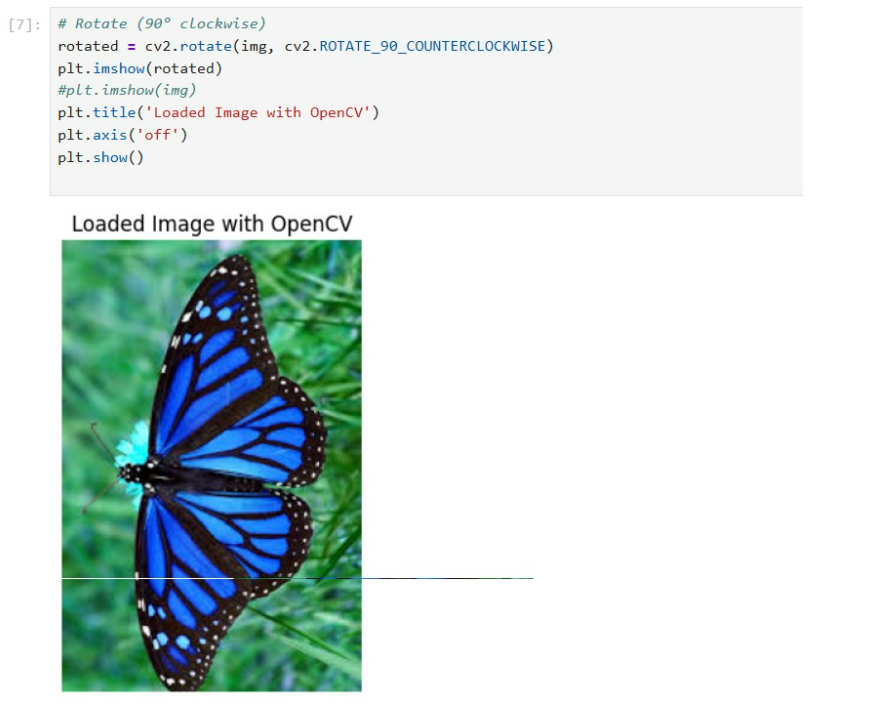 [7]: # Rotate (90° clockwise)
rotated = cv2.rotate(img, cv2.ROTATE_90_COUNTERCLOCKWISE)
plt.imshow(rotated)
#plt.imshow(img)
plt.title('Loaded Image with OpenCV')
plt.axis('off')
plt.show()
Loaded Image with OpenCV